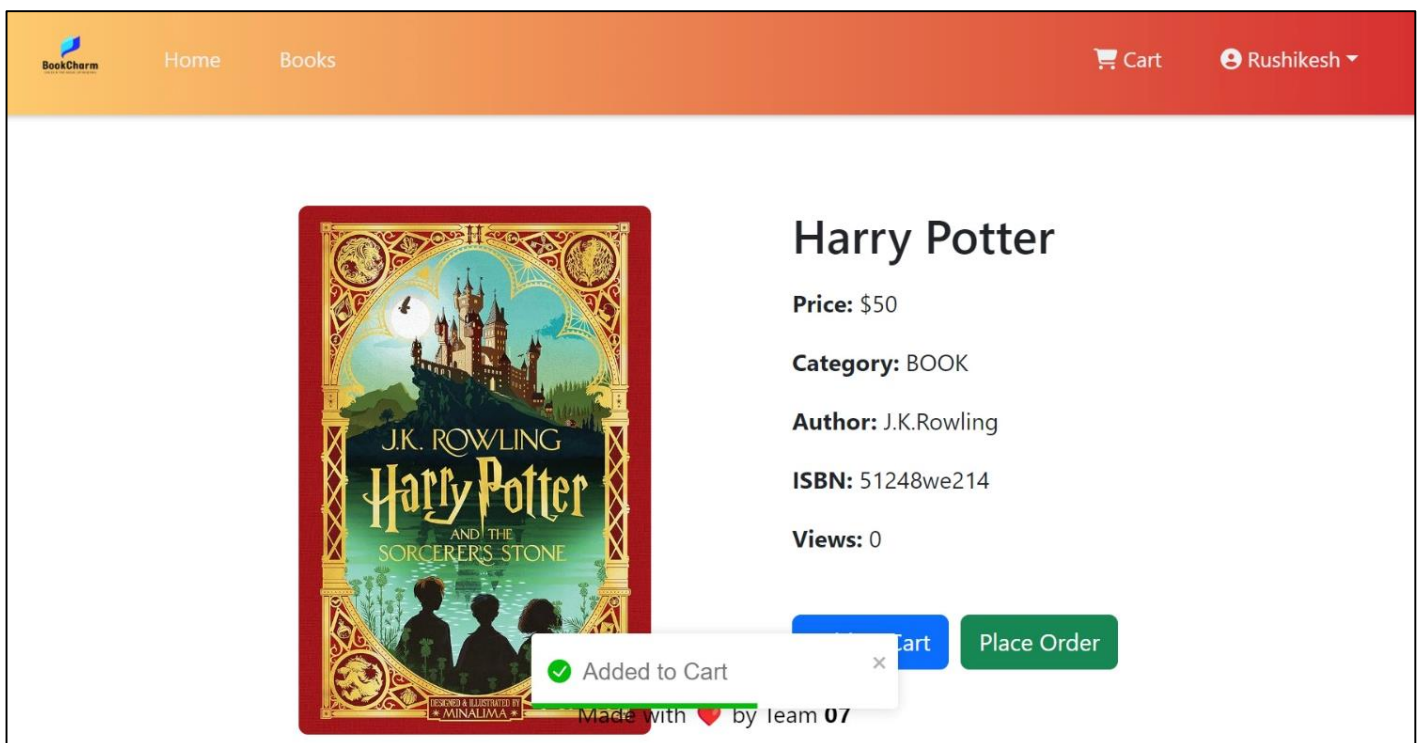 BookCharm
Home
Books
Cart
Rushikesh
J.K. ROWLING
Harry Potter
AND THE
SORCERER'S STONE
DESIGNED & ILLUSTRATED BY
MINALIMA
Harry Potter
Price: $50
Category: BOOK
Author: J.K.Rowling
ISBN: 51248we214
Views: 0
Cart
Place Order
Added to Cart
Made with ❤️ by Team 07